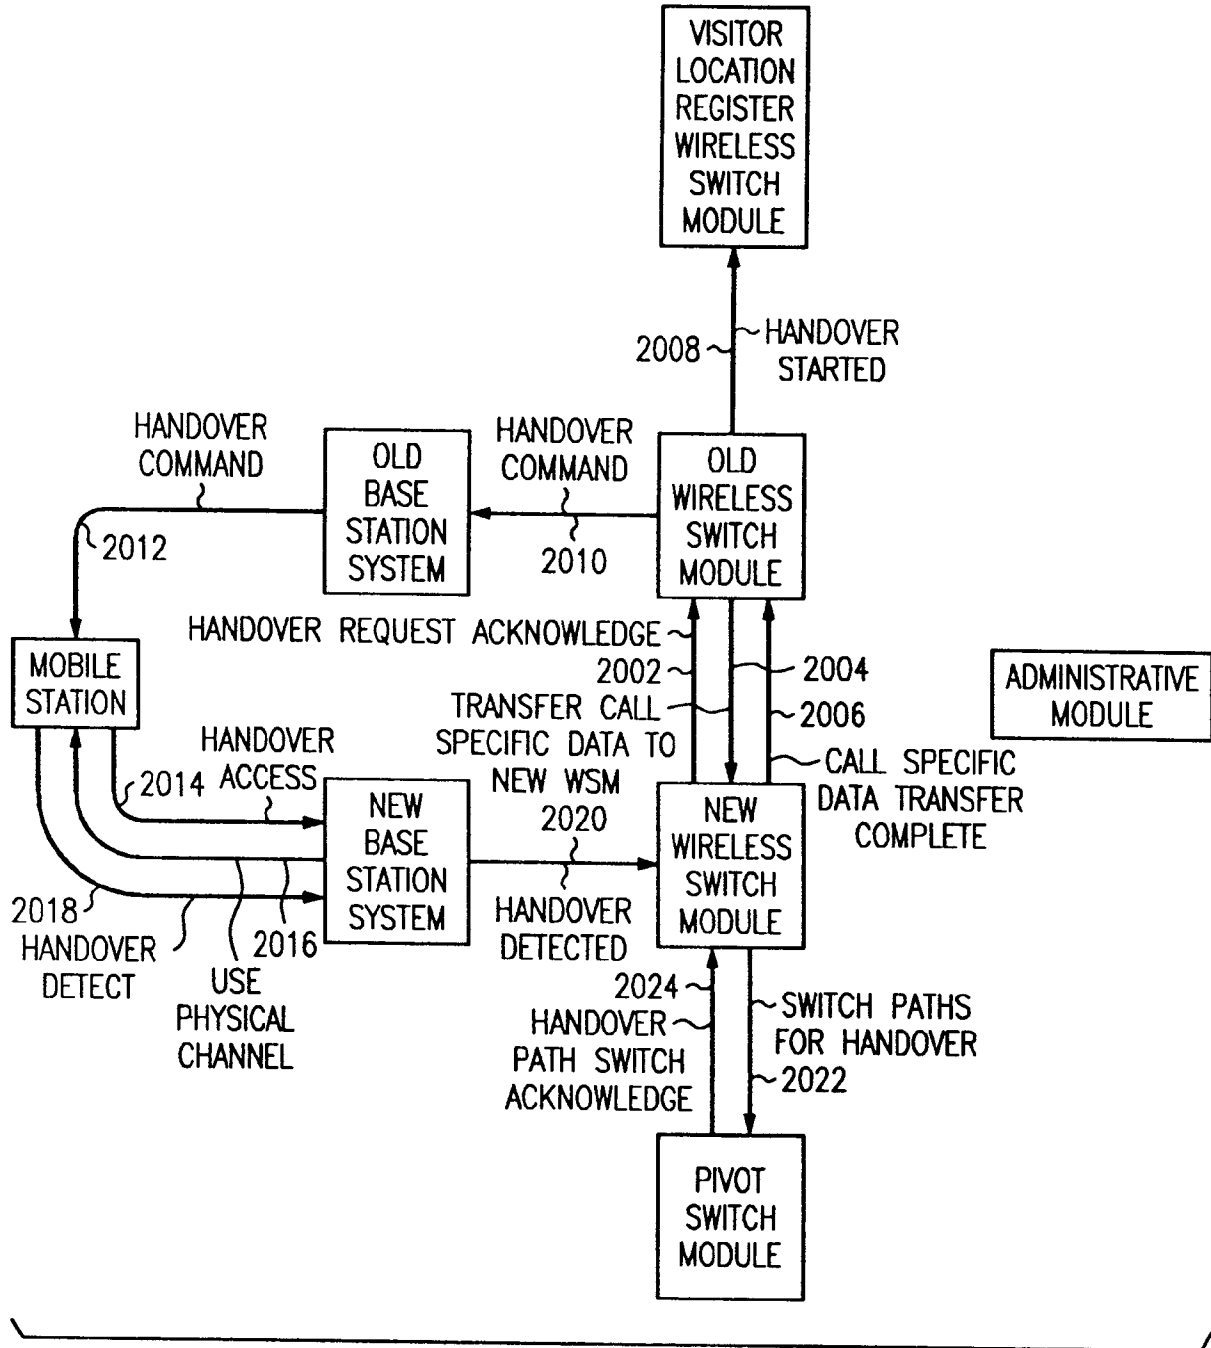 VISITOR
LOCATION
REGISTER
WIRELESS
SWITCH
MODULE
2008
HANDOVER
STARTED
HANDOVER
COMMAND
2012
OLD
BASE
STATION
SYSTEM
HANDOVER
COMMAND
2010
OLD
WIRELESS
SWITCH
MODULE
HANDOVER REQUEST ACKNOWLEDGE
2002
2004
TRANSFER CALL
SPECIFIC DATA TO
NEW WSM
2006
CALL SPECIFIC
DATA TRANSFER
COMPLETE
ADMINISTRATIVE
MODULE
MOBILE
STATION
HANDOVER
ACCESS
2014
NEW
BASE
STATION
SYSTEM
2020
HANDOVER
DETECTED
NEW
WIRELESS
SWITCH
MODULE
2018
HANDOVER
DETECT
2016
USE
PHYSICAL
CHANNEL
2024
HANDOVER
PATH SWITCH
ACKNOWLEDGE
SWITCH PATHS
FOR HANDOVER
2022
PIVOT
SWITCH
MODULE